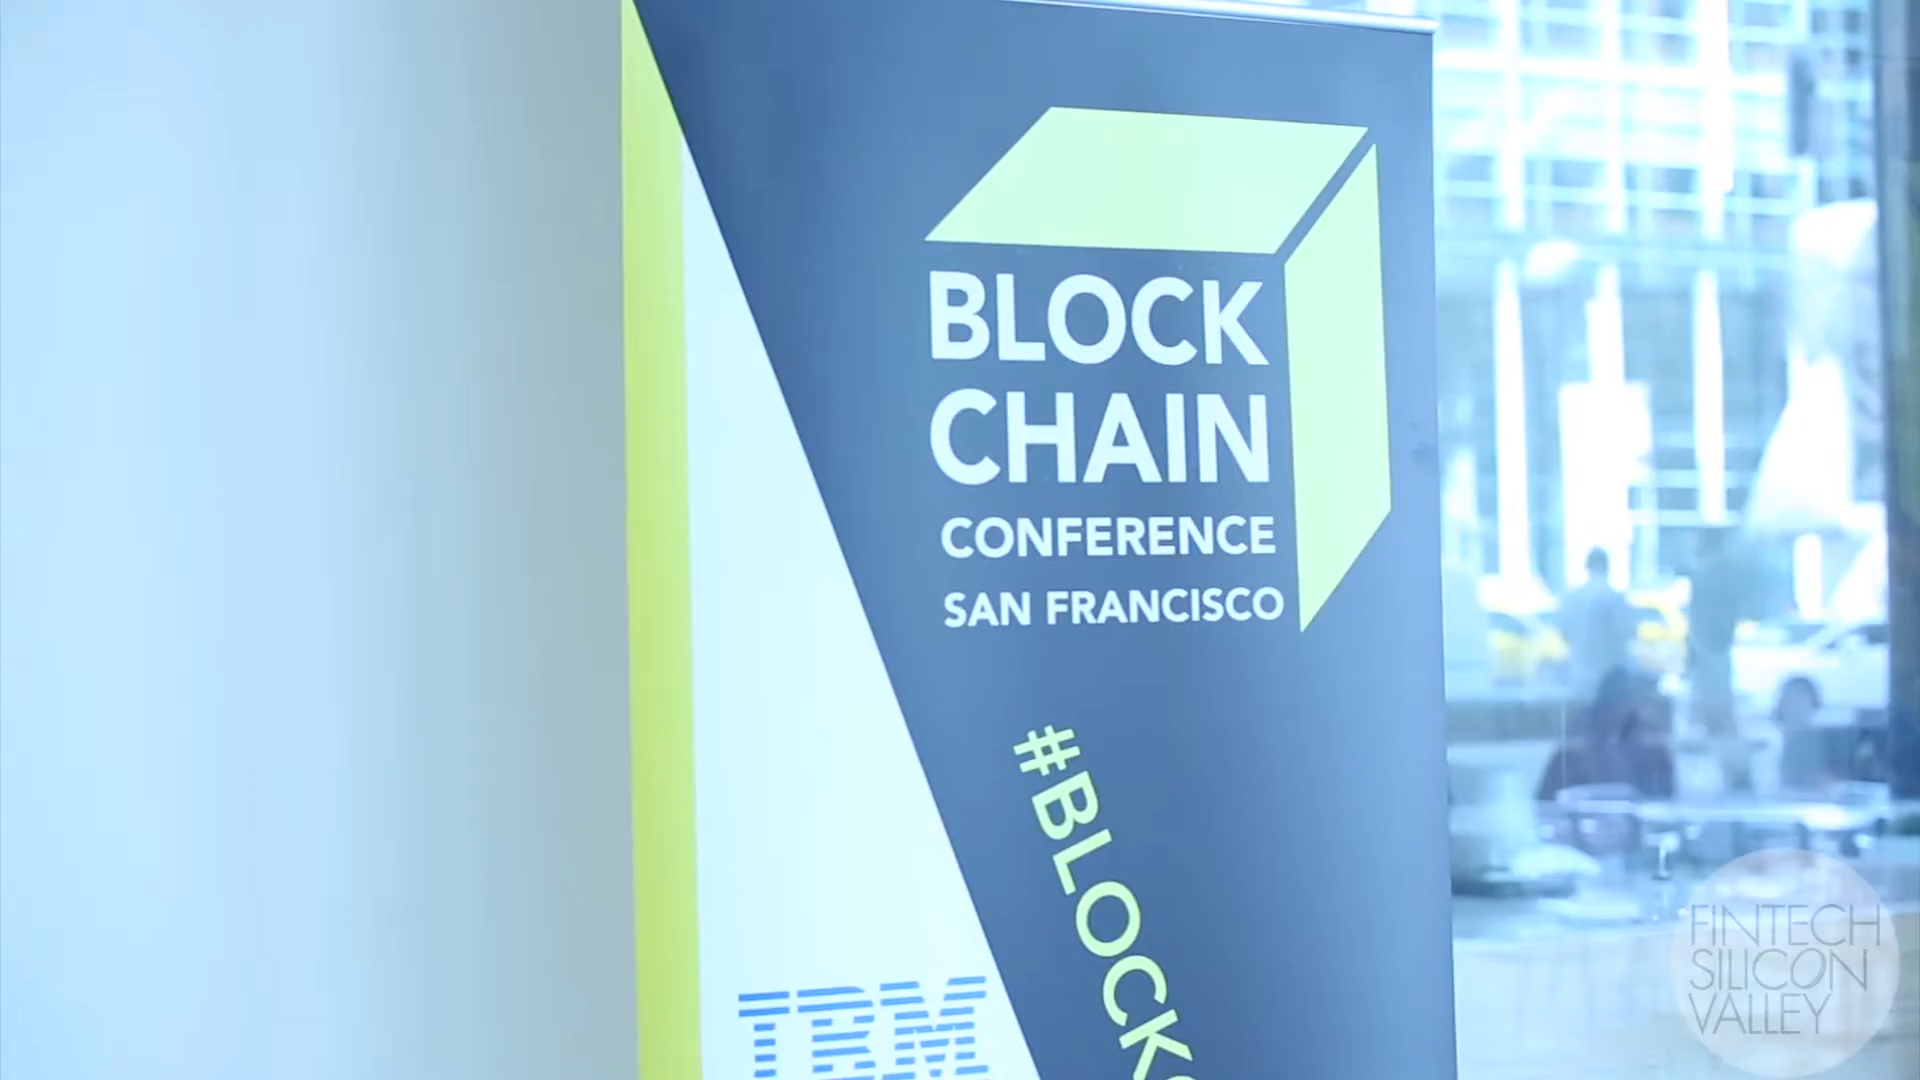 BLOCK
CHAIN
CONFERENCE
SAN FRANCISCO
#BLOCK
IBM
FINTECH
SILICON
VALLEY